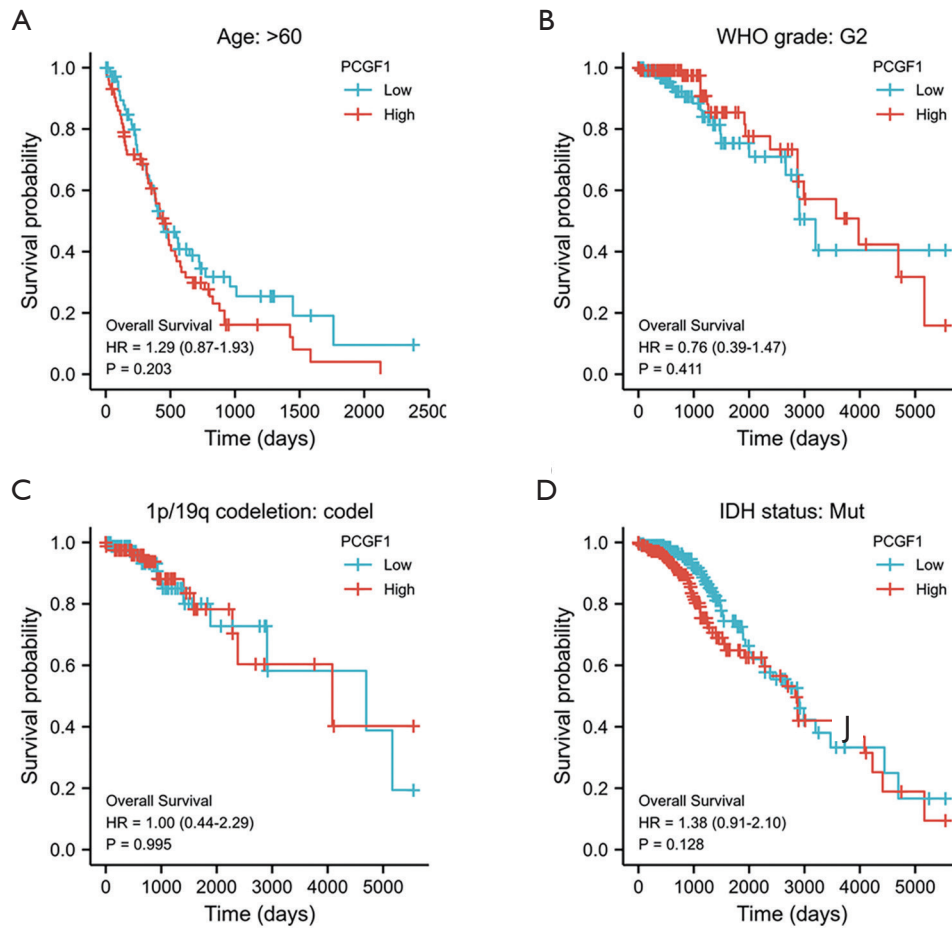 A
Age: >60
PCGF1
Low
High
Survival probability
1.0
0.8
0.6
0.4
0.2
0.0
Overall Survival
HR = 1.29 (0.87-1.93)
P = 0.203
0 500 1000 1500 2000 2500
Time (days)
B
WHO grade: G2
PCGF1
Low
High
Survival probability
1.0
0.8
0.6
0.4
0.2
0.0
Overall Survival
HR = 0.76 (0.39-1.47)
P = 0.411
0 1000 2000 3000 4000 5000
Time (days)
C
1p/19q codeletion: codel
PCGF1
Low
High
Survival probability
1.0
0.8
0.6
0.4
0.2
0.0
Overall Survival
HR = 1.00 (0.44-2.29)
P = 0.995
0 1000 2000 3000 4000 5000
Time (days)
D
IDH status: Mut
PCGF1
Low
High
Survival probability
1.0
0.8
0.6
0.4
0.2
0.0
J
Overall Survival
HR = 1.38 (0.91-2.10)
P = 0.128
0 1000 2000 3000 4000 5000
Time (days)